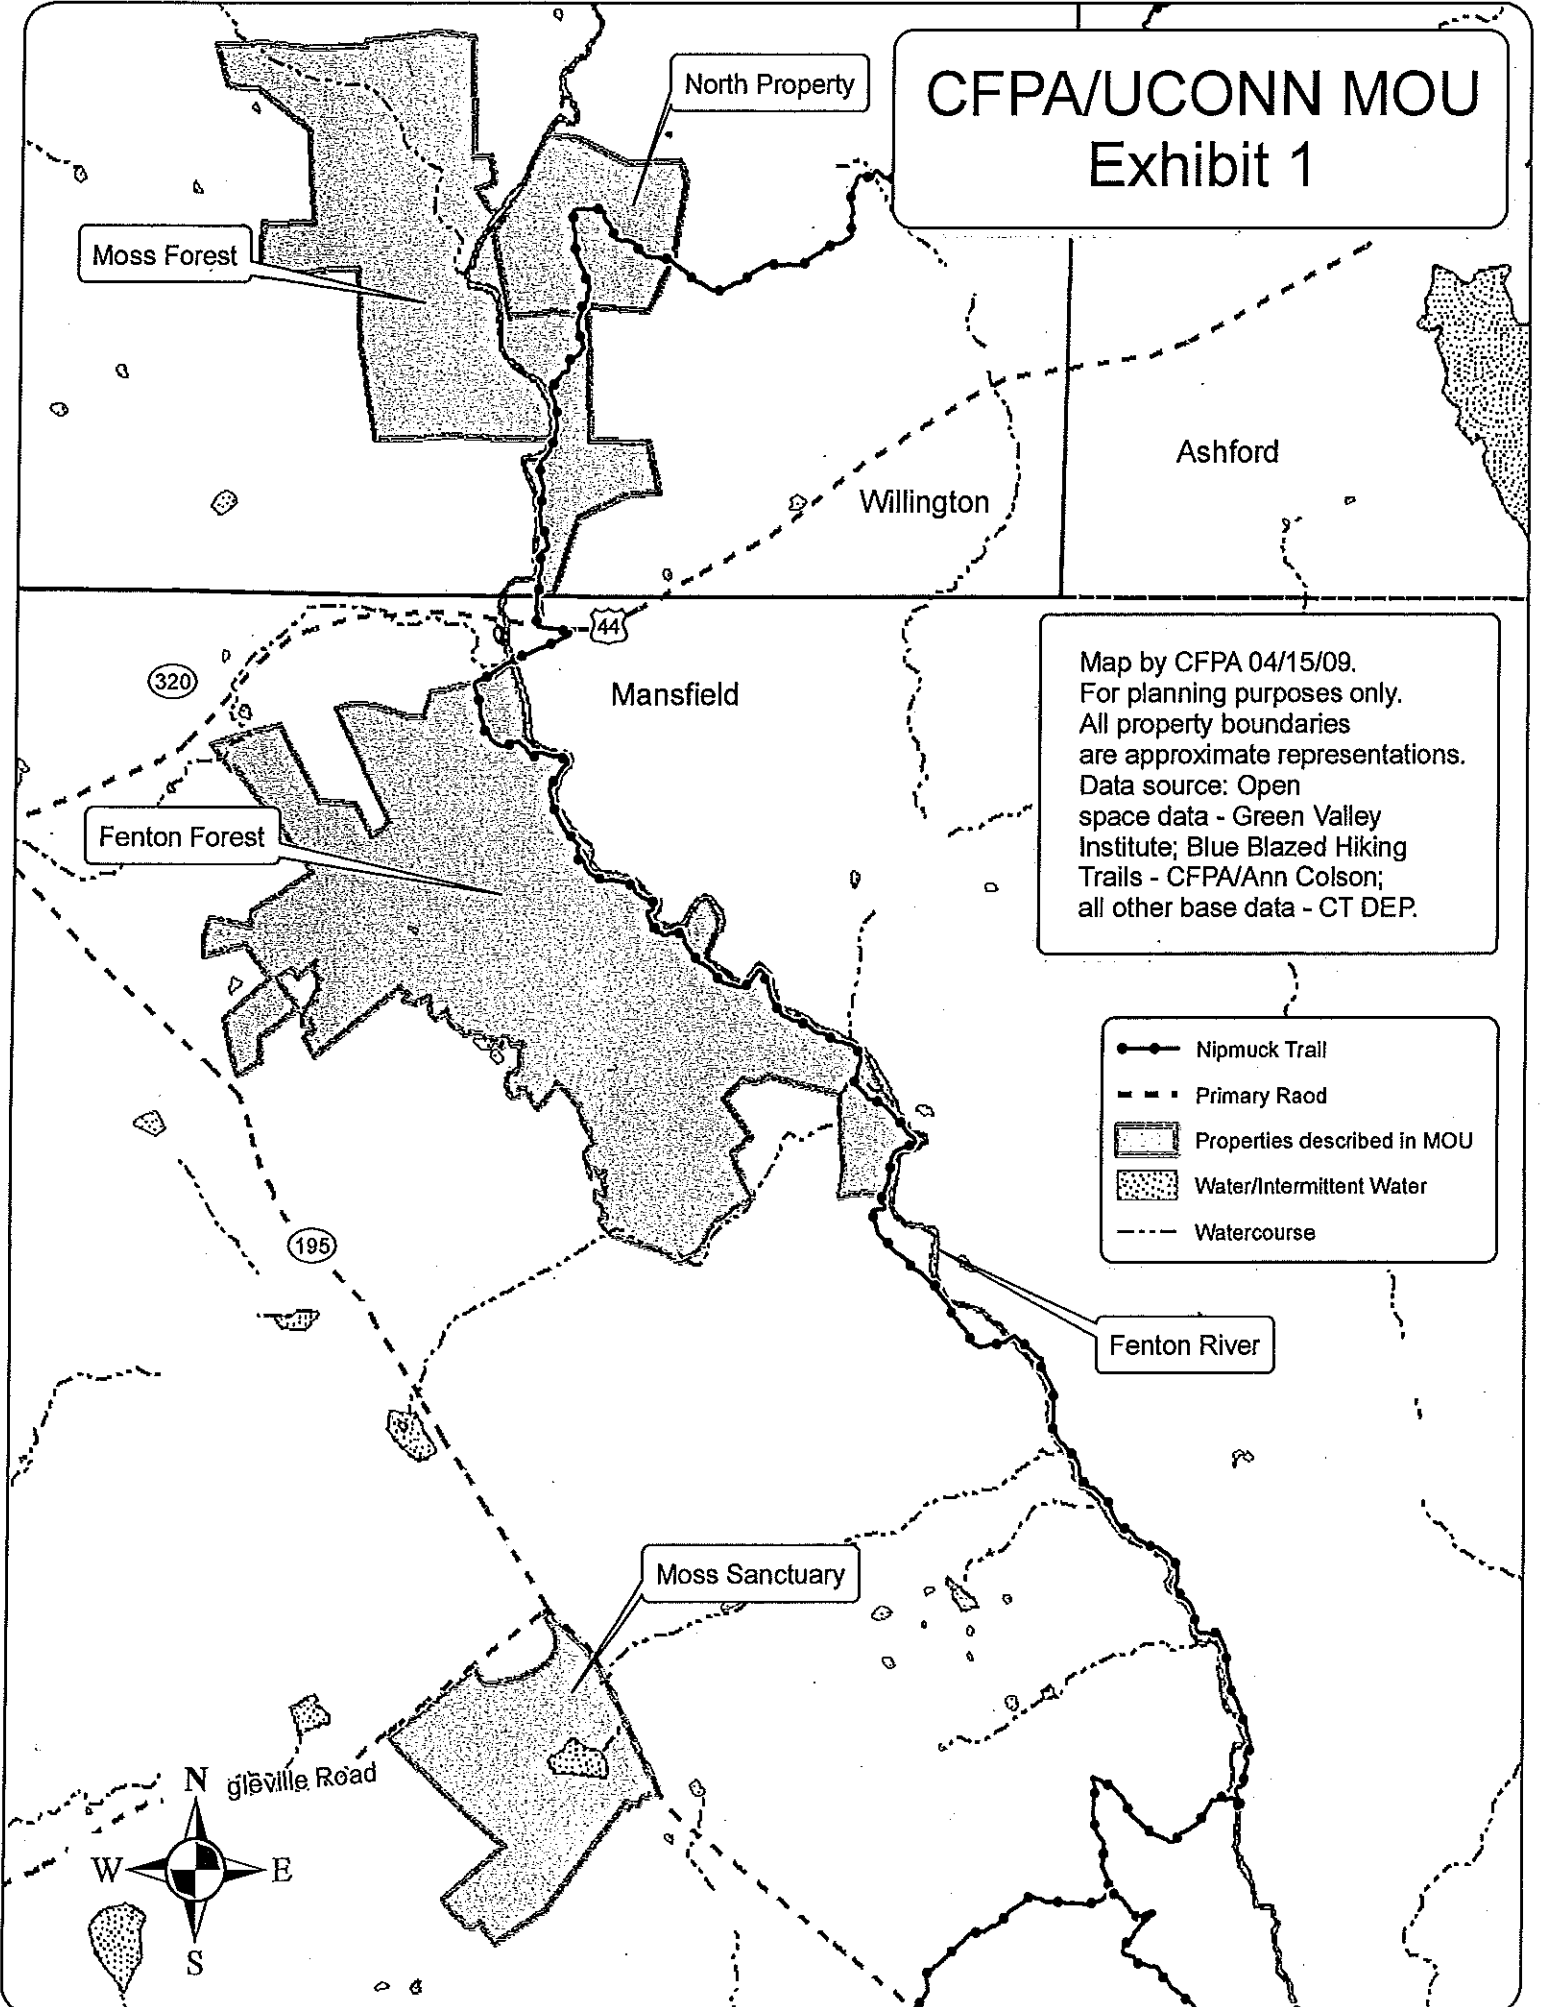 CFPA/UCONN MOU
Exhibit 1
North Property
Moss Forest
Ashford
Willington
44
320
Mansfield
Map by CFPA 04/15/09.
For planning purposes only.
All property boundaries
are approximate representations.
Data source: Open
space data - Green Valley
Institute; Blue Blazed Hiking
Trails - CFPA/Ann Colson;
all other base data - CT DEP.
Fenton Forest
Nipmuck Trail
Primary Raod
Properties described in MOU
Water/Intermittent Water
Watercourse
195
Fenton River
Moss Sanctuary
gleville Road
N
W
E
S